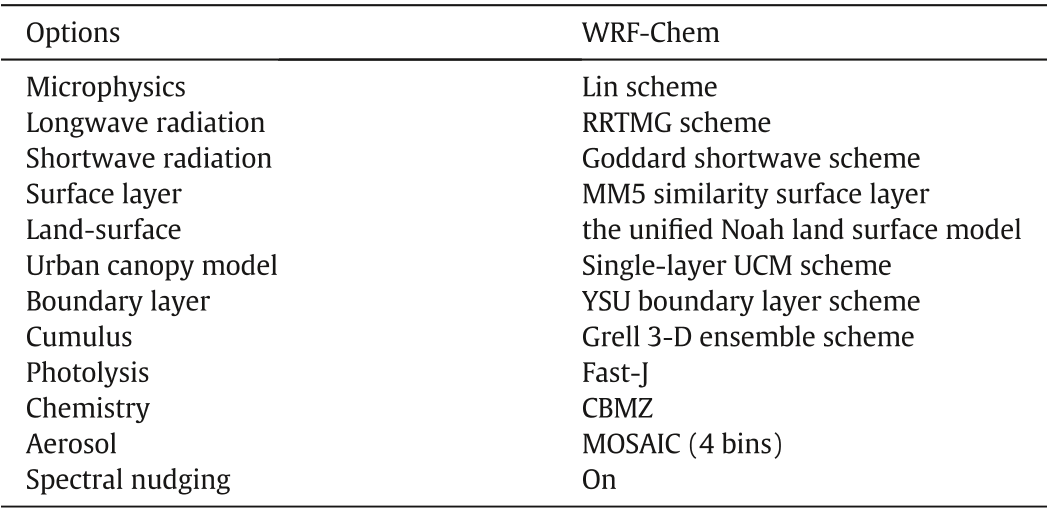 Options WRF-Chem
Microphysics Lin scheme
Longwave radiation RRTMG scheme
Shortwave radiation Goddard shortwave scheme
Surface layer MM5 similarity surface layer
Land-surface the unified Noah land surface model
Urban canopy model Single-layer UCM scheme
Boundary layer YSU boundary layer scheme
Cumulus Grell 3-D ensemble scheme
Photolysis Fast-J
Chemistry CBMZ
Aerosol MOSAIC (4 bins)
Spectral nudging On